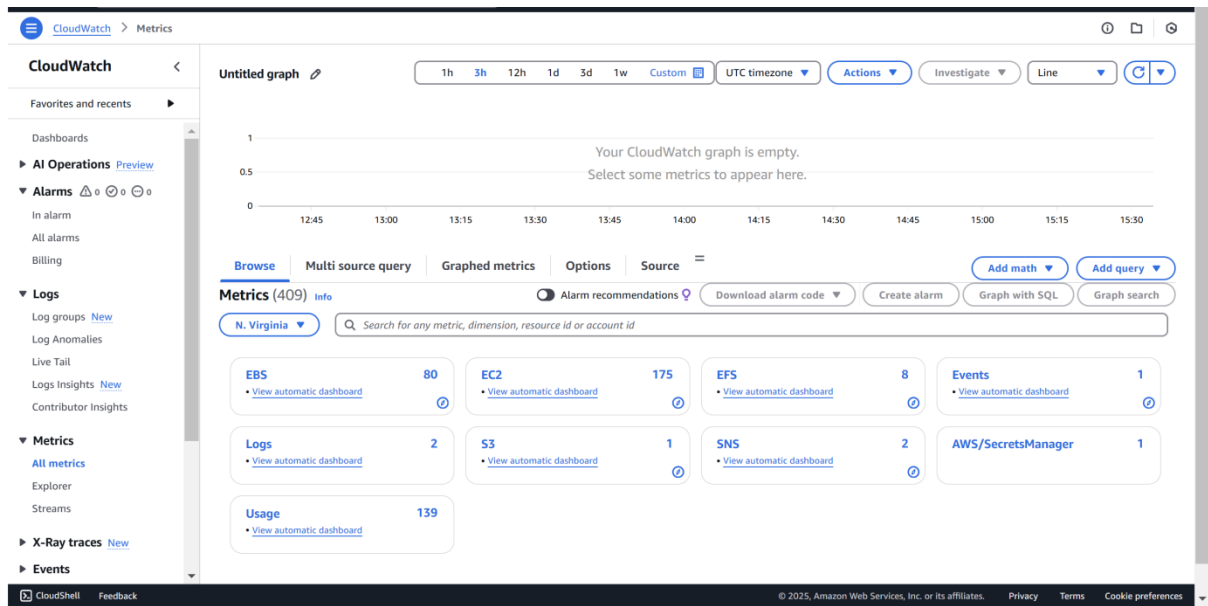 CloudWatch > Metrics
CloudWatch
Favorites and recents
Dashboards
AI Operations Preview
Alarms 0 0 0
In alarm
All alarms
Billing
Logs
Log groups New
Log Anomalies
Live Tail
Logs Insights New
Contributor Insights
Metrics
All metrics
Explorer
Streams
X-Ray traces New
Events
Untitled graph
1h 3h 12h 1d 3d 1w Custom UTC timezone Actions Investigate Line
1
0.5
0
Your CloudWatch graph is empty.
Select some metrics to appear here.
12:45 13:00 13:15 13:30 13:45 14:00 14:15 14:30 14:45 15:00 15:15 15:30
Browse Multi source query Graphed metrics Options Source = Add math Add query
Metrics (409) Info Alarm recommendations Download alarm code Create alarm Graph with SQL Graph search
N. Virginia Search for any metric, dimension, resource id or account id
EBS 80
• View automatic dashboard
EC2 175
• View automatic dashboard
EFS 8
• View automatic dashboard
Events 1
• View automatic dashboard
Logs 2
• View automatic dashboard
S3 1
• View automatic dashboard
SNS 2
• View automatic dashboard
AWS/SecretsManager 1
Usage 139
• View automatic dashboard
CloudShell Feedback © 2025, Amazon Web Services, Inc. or its affiliates. Privacy Terms Cookie preferences